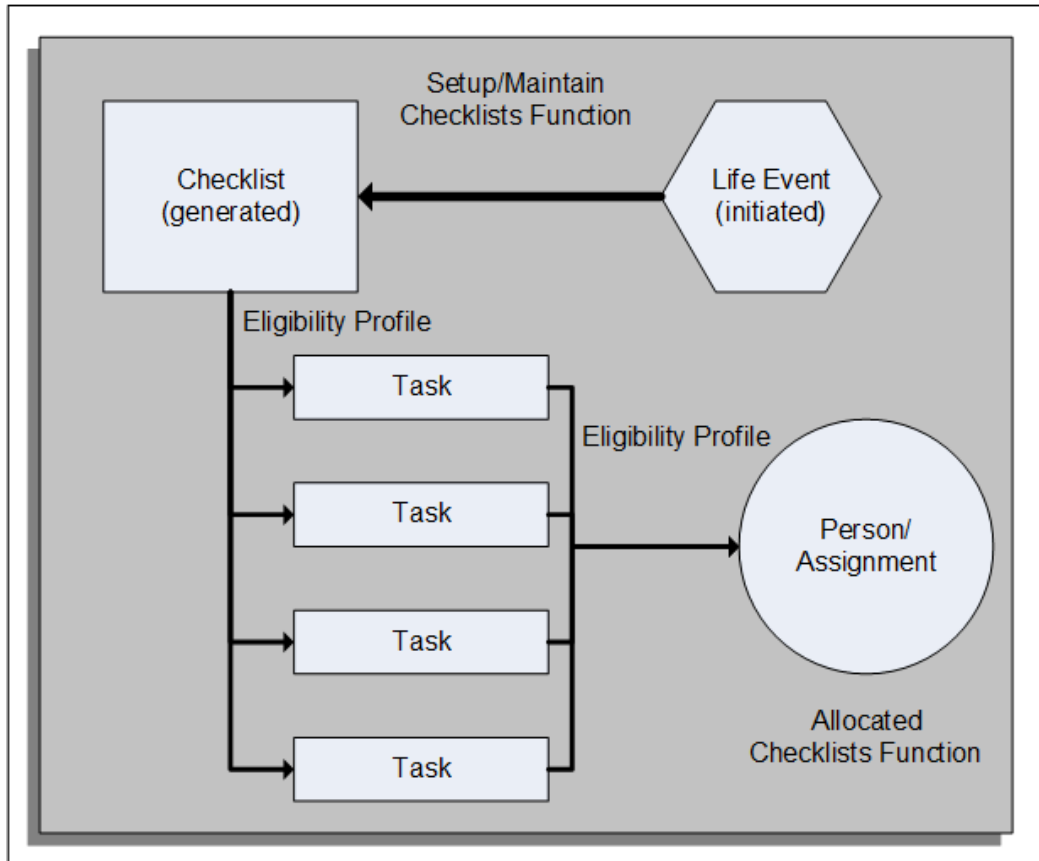 Setup/Maintain
Checklists Function
Checklist
(generated)
Life Event
(initiated)
Eligibility Profile
Task
Eligibility Profile
Task
Person/
Assignment
Task
Allocated
Checklists Function
Task